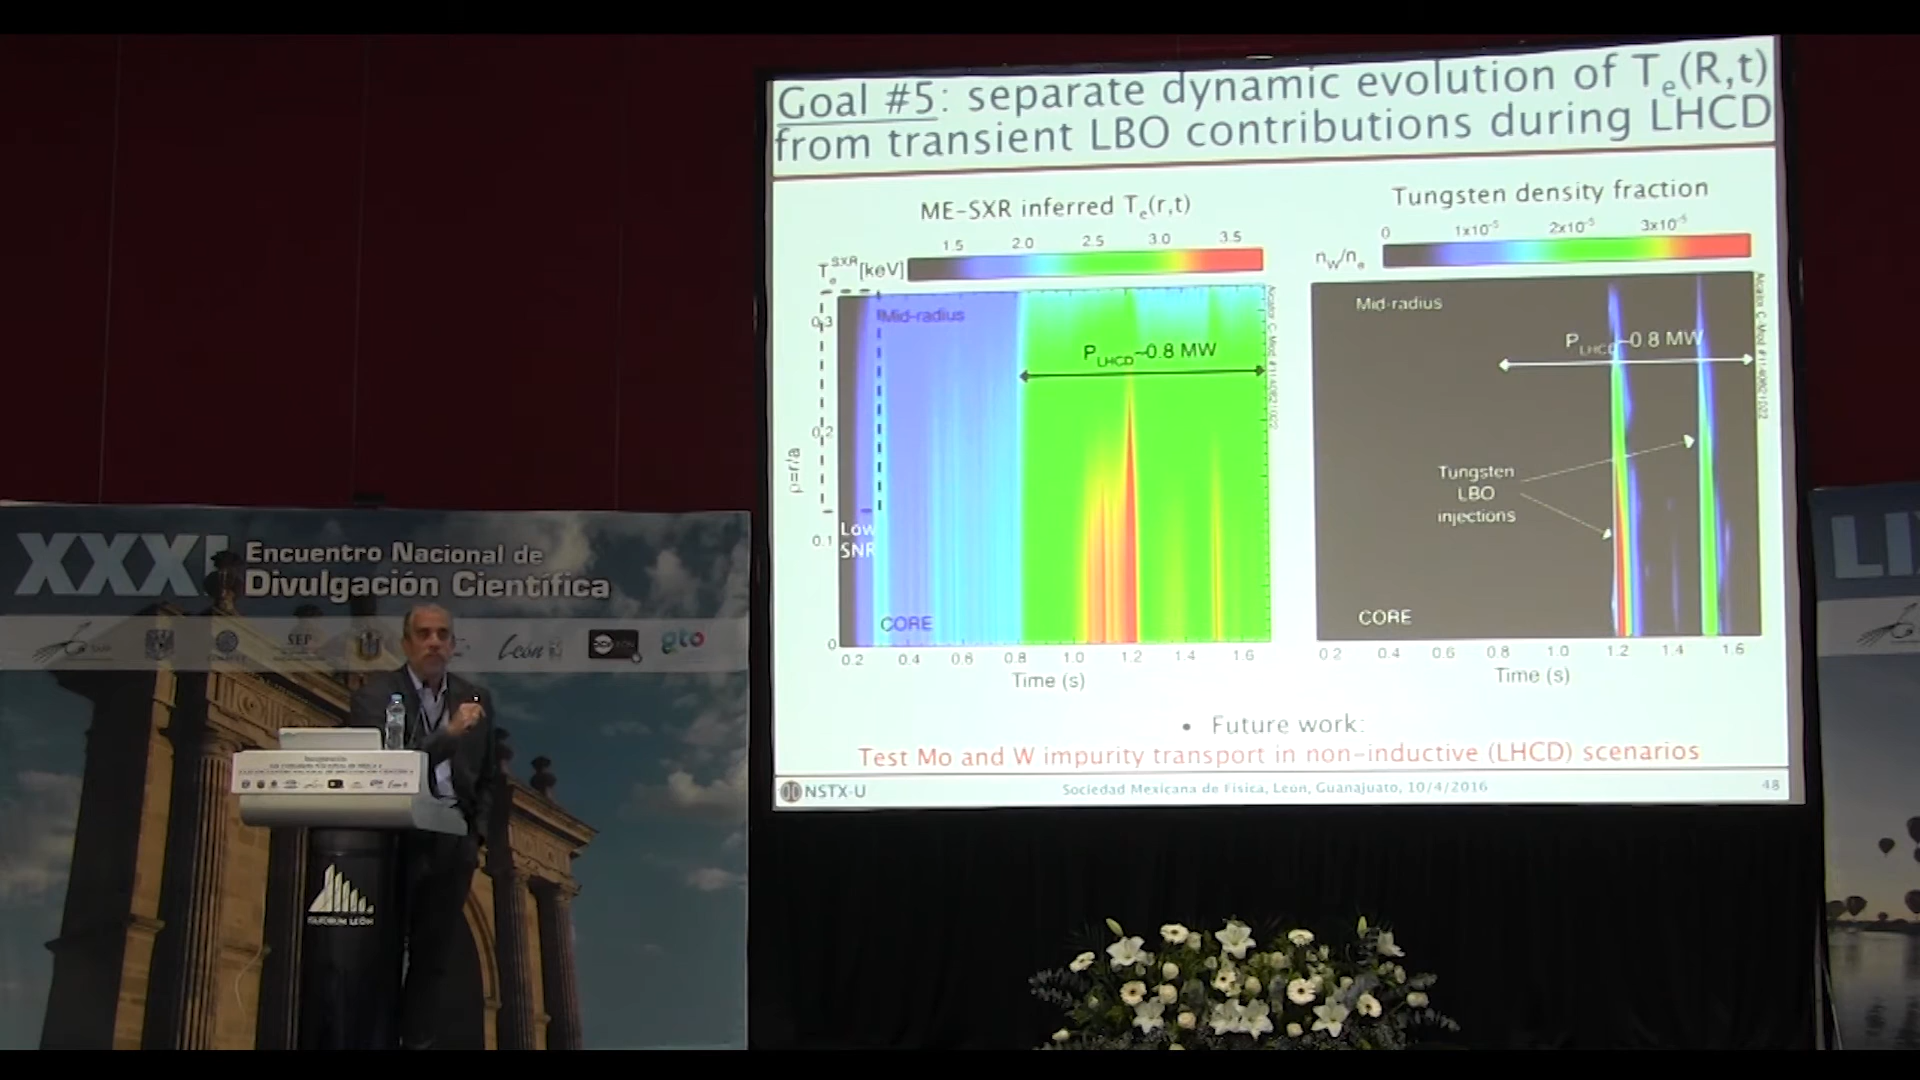 Goal #5: separate dynamic evolution of Te(R,t)
from transient LBO contributions during LHCD
ME-SXR inferred Te(r,t)
1.5 2.0 2.5 3.0 3.5
TeSXR[keV]
Mid-radius
PLHCD~0.8 MW
0.3
0.2
0.1
0
ρ=r/a
Low
SNR
CORE
0.2 0.4 0.6 0.8 1.0 1.2 1.4 1.6
Time (s)
Tungsten density fraction
0 1x10-5 2x10-5 3x10-5
nW/ne
Mid-radius
PLHCD~0.8 MW
Tungsten
LBO
injections
CORE
0.2 0.4 0.6 0.8 1.0 1.2 1.4 1.6
Time (s)
• Future work:
Test Mo and W impurity transport in non-inductive (LHCD) scenarios
NSTX-U
Sociedad Mexicana de Física, León, Guanajuato, 10/4/2016
48
XXXI
Encuentro Nacional de
Divulgación Científica
SEP
León
gto
LI